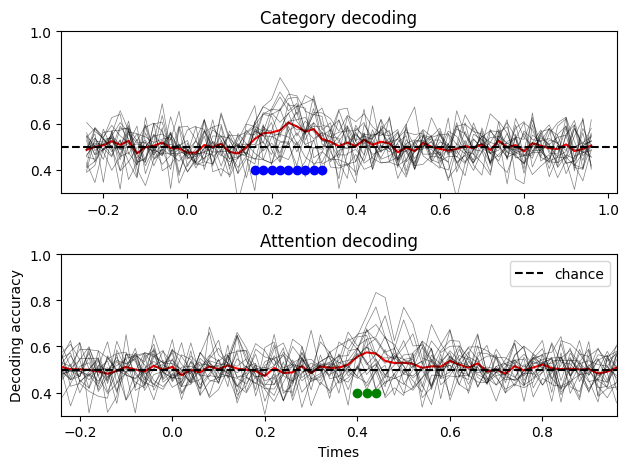 Category decoding
1.0
0.8
0.6
0.4
−0.2 0.0 0.2 0.4 0.6 0.8 1.0
Attention decoding
1.0
0.8
0.6
0.4
Decoding accuracy
chance
−0.2 0.0 0.2 0.4 0.6 0.8
Times